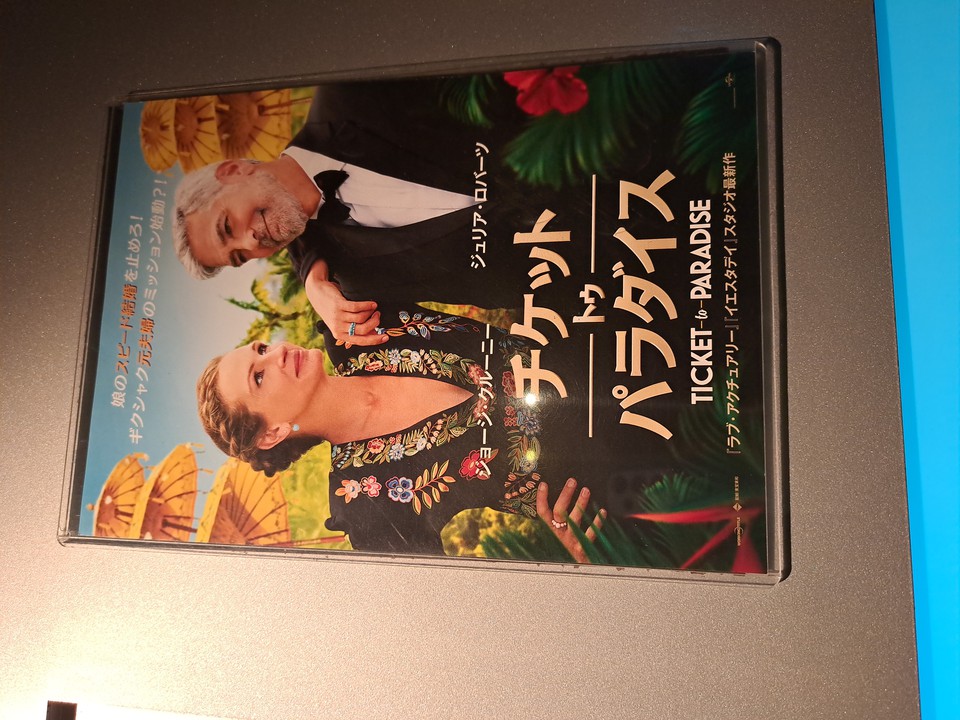 娘のスピード結婚を止めろ！
ギクシャク元夫婦のミッション始動?！
ジョージ・クルーニー ジュリア・ロバーツ
チケット
トゥ
パラダイス
TICKET to PARADISE
『ラブ・アクチュアリー』『イエスタデイ』スタジオ最新作